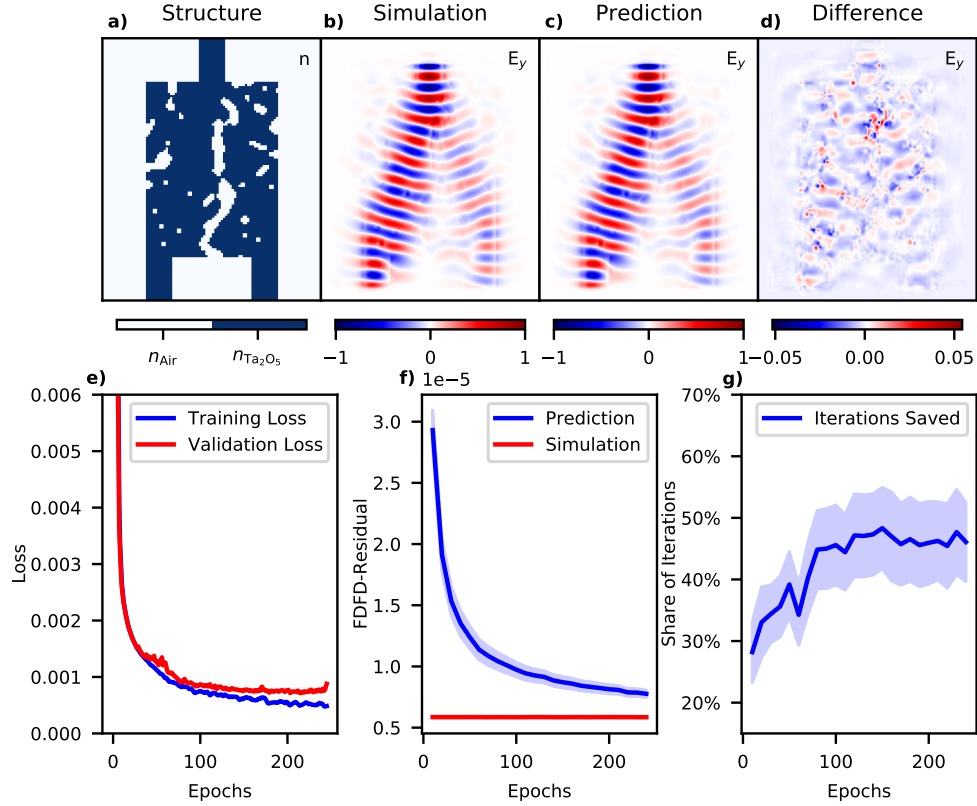 a) Structure
n
b) Simulation
E_y
c) Prediction
E_y
d) Difference
E_y
n_Air n_Ta₂O₅
−1 0 1
−1 0 1
−0.05 0.00 0.05
e)
0.006
0.005
0.004
0.003
0.002
0.001
0.000
Loss
Training Loss
Validation Loss
0 100 200
Epochs
f)
1e−5
3.0
2.5
2.0
1.5
1.0
0.5
FDFD-Residual
Prediction
Simulation
0 100 200
Epochs
g)
70%
60%
50%
40%
30%
20%
Share of Iterations
Iterations Saved
0 100 200
Epochs